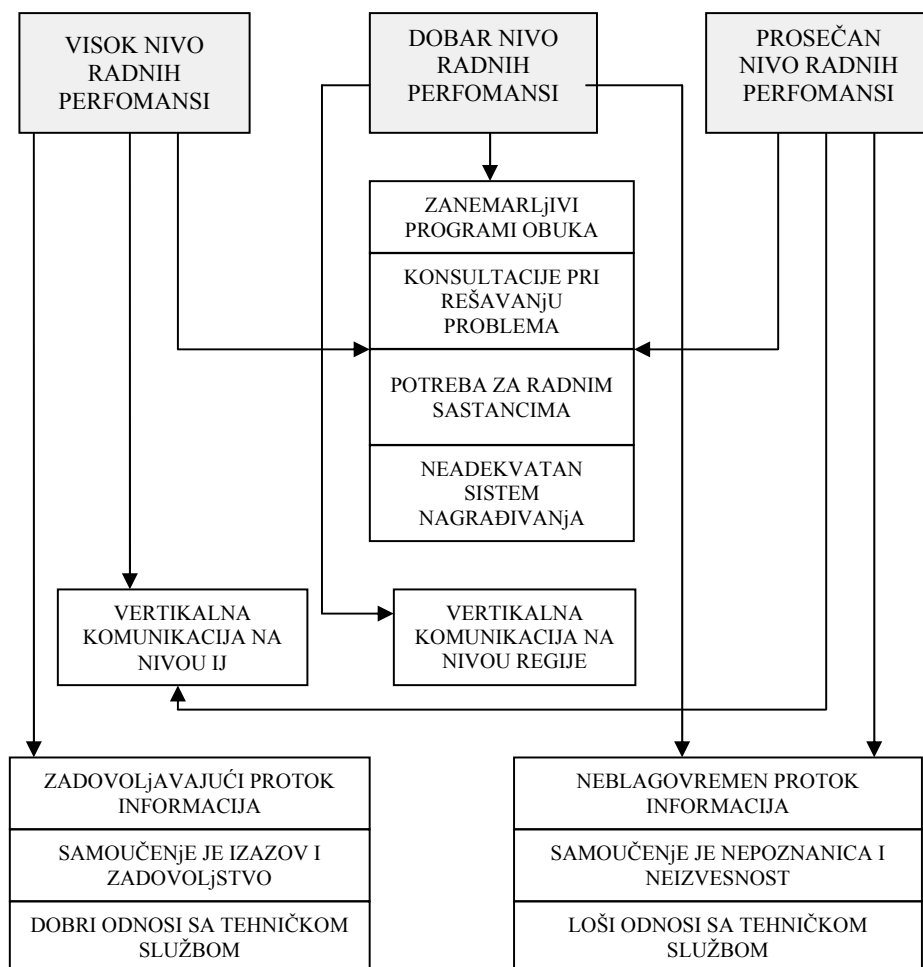 VISOK NIVO
RADNIH
PERFOMANSI
DOBAR NIVO
RADNIH
PERFOMANSI
PROSEČAN
NIVO RADNIH
PERFOMANSI
ZANEMARLjIVI
PROGRAMI OBUKA
KONSULTACIJE PRI
REŠAVANjU
PROBLEMA
POTREBA ZA RADNIM
SASTANCIMA
NEADEKVATAN
SISTEM
NAGRAĐIVANjA
VERTIKALNA
KOMUNIKACIJA NA
NIVOU IJ
VERTIKALNA
KOMUNIKACIJA NA
NIVOU REGIJE
ZADOVOLjAVAJUĆI PROTOK
INFORMACIJA
SAMOUČENjE JE IZAZOV I
ZADOVOLjSTVO
DOBRI ODNOSI SA TEHNIČKOM
SLUŽBOM
NEBLAGOVREMEN PROTOK
INFORMACIJA
SAMOUČENjE JE NEPOZNANICA I
NEIZVESNOST
LOŠI ODNOSI SA TEHNIČKOM
SLUŽBOM